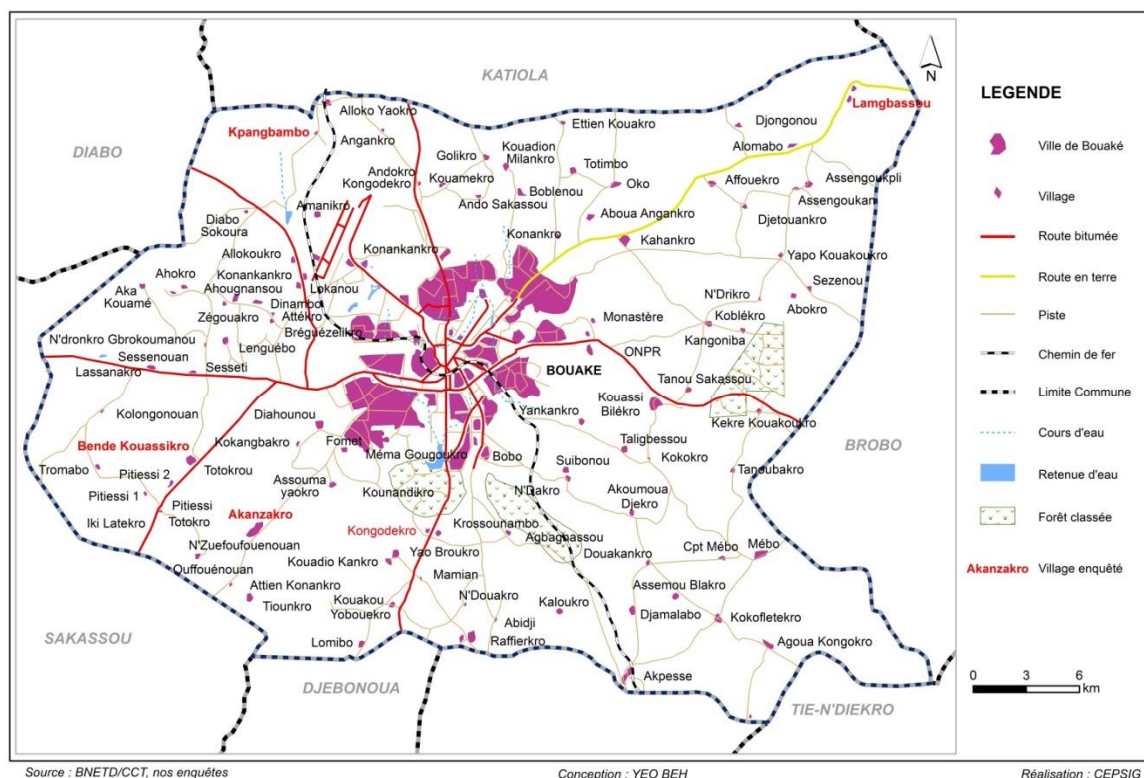 KATIOLA
N
DIABO
Kpangbambo
Alloko Yaokro
Angankro
Ettien Kouakro
Lamgbassou
Djongonou
Alomabo
Golikro
Kouadion
Milankro
Totimbo
Andokro
Kongodekro
Kouamekro
Boblenou
Oko
Affouekro
Assengoukpli
Assengoukan
Ando Sakassou
Amanikro
Diabo
Sokoura
Aboua Angankro
Djetouankro
Konankro
Kahankro
Konankankro
Allokoukro
Yapo Kouakoukro
Ahokro
Konankankro
Lokanou
Aka
Kouamé
Ahougnansou
Sezenou
N'Drikro
Dinambo
Attékro
Abokro
Zégouakro
Monastère
Koblékro
Bréguézelikro
Kangoniba
N'dronkro Gbrokoumanou
Sessenouan
Lenguébo
ONPR
Lassanakro
Sesseti
BOUAKE
Tanou Sakassou
Kouassi
Bilékro
Kolongonouan
Diahounou
Yankankro
Kekre Kouakoukro
BROBO
Bende Kouassikro
Kokangbakro
Fomet
Taligbessou
Mema Gougoukro
Bobo
Kokokro
Tromabo
Pitiessi 2
Totokrou
Suibonou
Tanoubakro
Assouma
yaokro
Kounandikro
N'Dakro
Akoumoua
Djekro
Pitiessi 1
Pitiessi
Totokro
Iki Latekro
Akanzakro
Kongodekro
Krossounambo
Agbagnassou
N'Zuefoufouenouan
Yao Broukro
Douakankro
Cpt Mébo
Mébo
Kouadio Kankro
Ouffouénouan
Mamian
Attien Konankro
Assemou Blakro
Tiounkro
Kouakou
Yobouekro
N'Douakro
Kaloukro
Djamalabo
Kokofletekro
Abidji
SAKASSOU
Lomibo
Raffierkro
Agoua Kongokro
Akpesse
DJEBONOUA
TIE-N'DIEKRO
LEGENDE
Ville de Bouaké
Village
Route bitumée
Route en terre
Piste
Chemin de fer
Limite Commune
Cours d'eau
Retenue d'eau
Forêt classée
Akanzakro Village enquêté
0 3 6
km
Source : BNETD/CCT, nos enquêtes
Conception : YEO BEH
Réalisation : CEPSIG